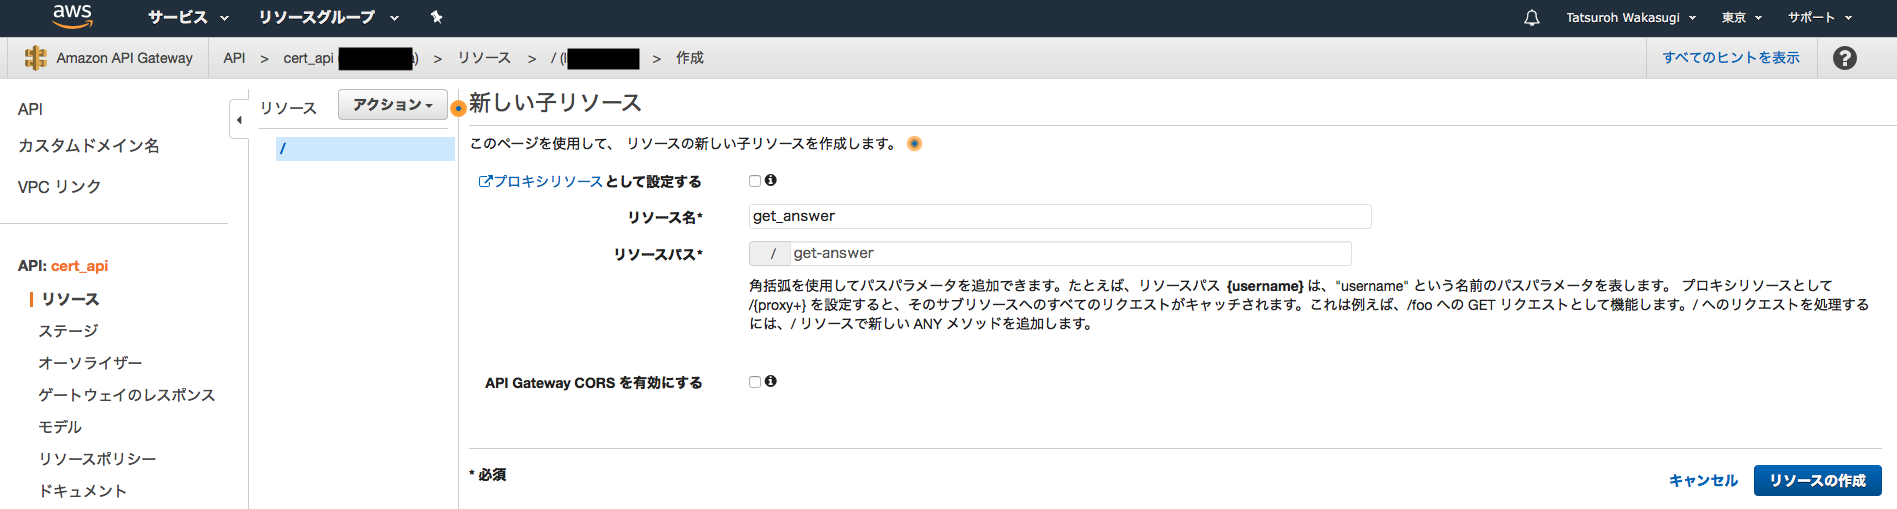 aws サービス リソースグループ Tatsuroh Wakasugi 東京 サポート
Amazon API Gateway API > cert_api ) > リソース > / ( > 作成 すべてのヒントを表示 ?
API
カスタムドメイン名
VPC リンク
API: cert_api
リソース
ステージ
オーソライザー
ゲートウェイのレスポンス
モデル
リソースポリシー
ドキュメント
リソース アクション
/
新しい子リソース
このページを使用して、 リソースの新しい子リソースを作成します。
プロキシリソース として設定する
リソース名* get_answer
リソースパス* / get-answer
角括弧を使用してパスパラメータを追加できます。たとえば、リソースパス {username} は、"username" という名前のパスパラメータを表します。 プロキシリソースとして
/{proxy+} を設定すると、そのサブリソースへのすべてのリクエストがキャッチされます。これは例えば、/foo への GET リクエストとして機能します。/ へのリクエストを処理する
には、/ リソースで新しい ANY メソッドを追加します。
API Gateway CORS を有効にする
* 必須
キャンセル リソースの作成